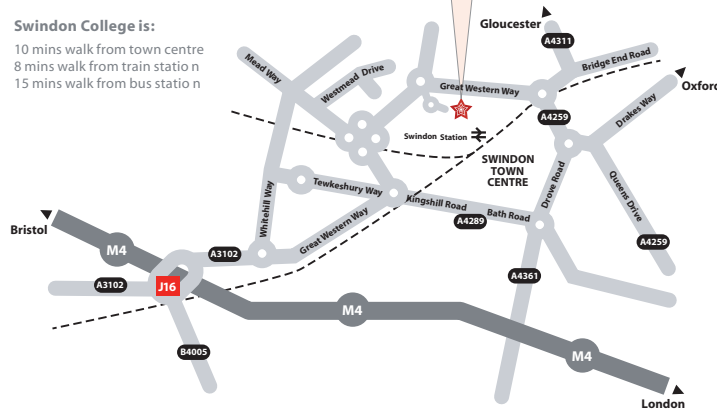 Swindon College is:
10 mins walk from town centre
8 mins walk from train statio n
15 mins walk from bus statio n
Gloucester
A4311
Bridge End Road
Oxford
Mead Way
Westmead Drive
Great Western Way
A4259
Drakes Way
Swindon Station
SWINDON
TOWN
CENTRE
Drove Road
Queens Drive
A4259
Whitehill Way
Tewkeshury Way
Kingshill Road
Bath Road
A4289
Great Western Way
Bristol
M4
A3102
A3102
J16
A4361
M4
B4005
M4
London